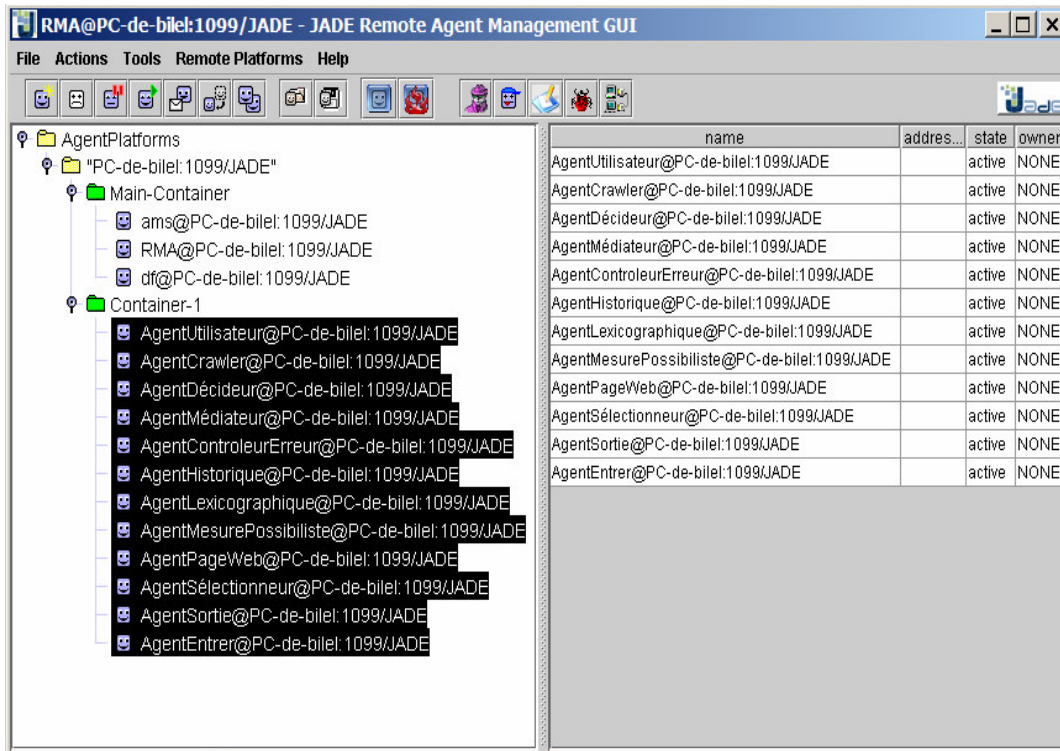 RMA@PC-de-bilel:1099/JADE - JADE Remote Agent Management GUI
File Actions Tools Remote Platforms Help
Jade
AgentPlatforms
"PC-de-bilel:1099/JADE"
Main-Container
ams@PC-de-bilel:1099/JADE
RMA@PC-de-bilel:1099/JADE
df@PC-de-bilel:1099/JADE
Container-1
AgentUtilisateur@PC-de-bilel:1099/JADE
AgentCrawler@PC-de-bilel:1099/JADE
AgentDécideur@PC-de-bilel:1099/JADE
AgentMédiateur@PC-de-bilel:1099/JADE
AgentControleurErreur@PC-de-bilel:1099/JADE
AgentHistorique@PC-de-bilel:1099/JADE
AgentLexicographique@PC-de-bilel:1099/JADE
AgentMesurePossibiliste@PC-de-bilel:1099/JADE
AgentPageWeb@PC-de-bilel:1099/JADE
AgentSélectionneur@PC-de-bilel:1099/JADE
AgentSortie@PC-de-bilel:1099/JADE
AgentEntrer@PC-de-bilel:1099/JADE
name addres... state owner
AgentUtilisateur@PC-de-bilel:1099/JADE active NONE
AgentCrawler@PC-de-bilel:1099/JADE active NONE
AgentDécideur@PC-de-bilel:1099/JADE active NONE
AgentMédiateur@PC-de-bilel:1099/JADE active NONE
AgentControleurErreur@PC-de-bilel:1099/JADE active NONE
AgentHistorique@PC-de-bilel:1099/JADE active NONE
AgentLexicographique@PC-de-bilel:1099/JADE active NONE
AgentMesurePossibiliste@PC-de-bilel:1099/JADE active NONE
AgentPageWeb@PC-de-bilel:1099/JADE active NONE
AgentSélectionneur@PC-de-bilel:1099/JADE active NONE
AgentSortie@PC-de-bilel:1099/JADE active NONE
AgentEntrer@PC-de-bilel:1099/JADE active NONE